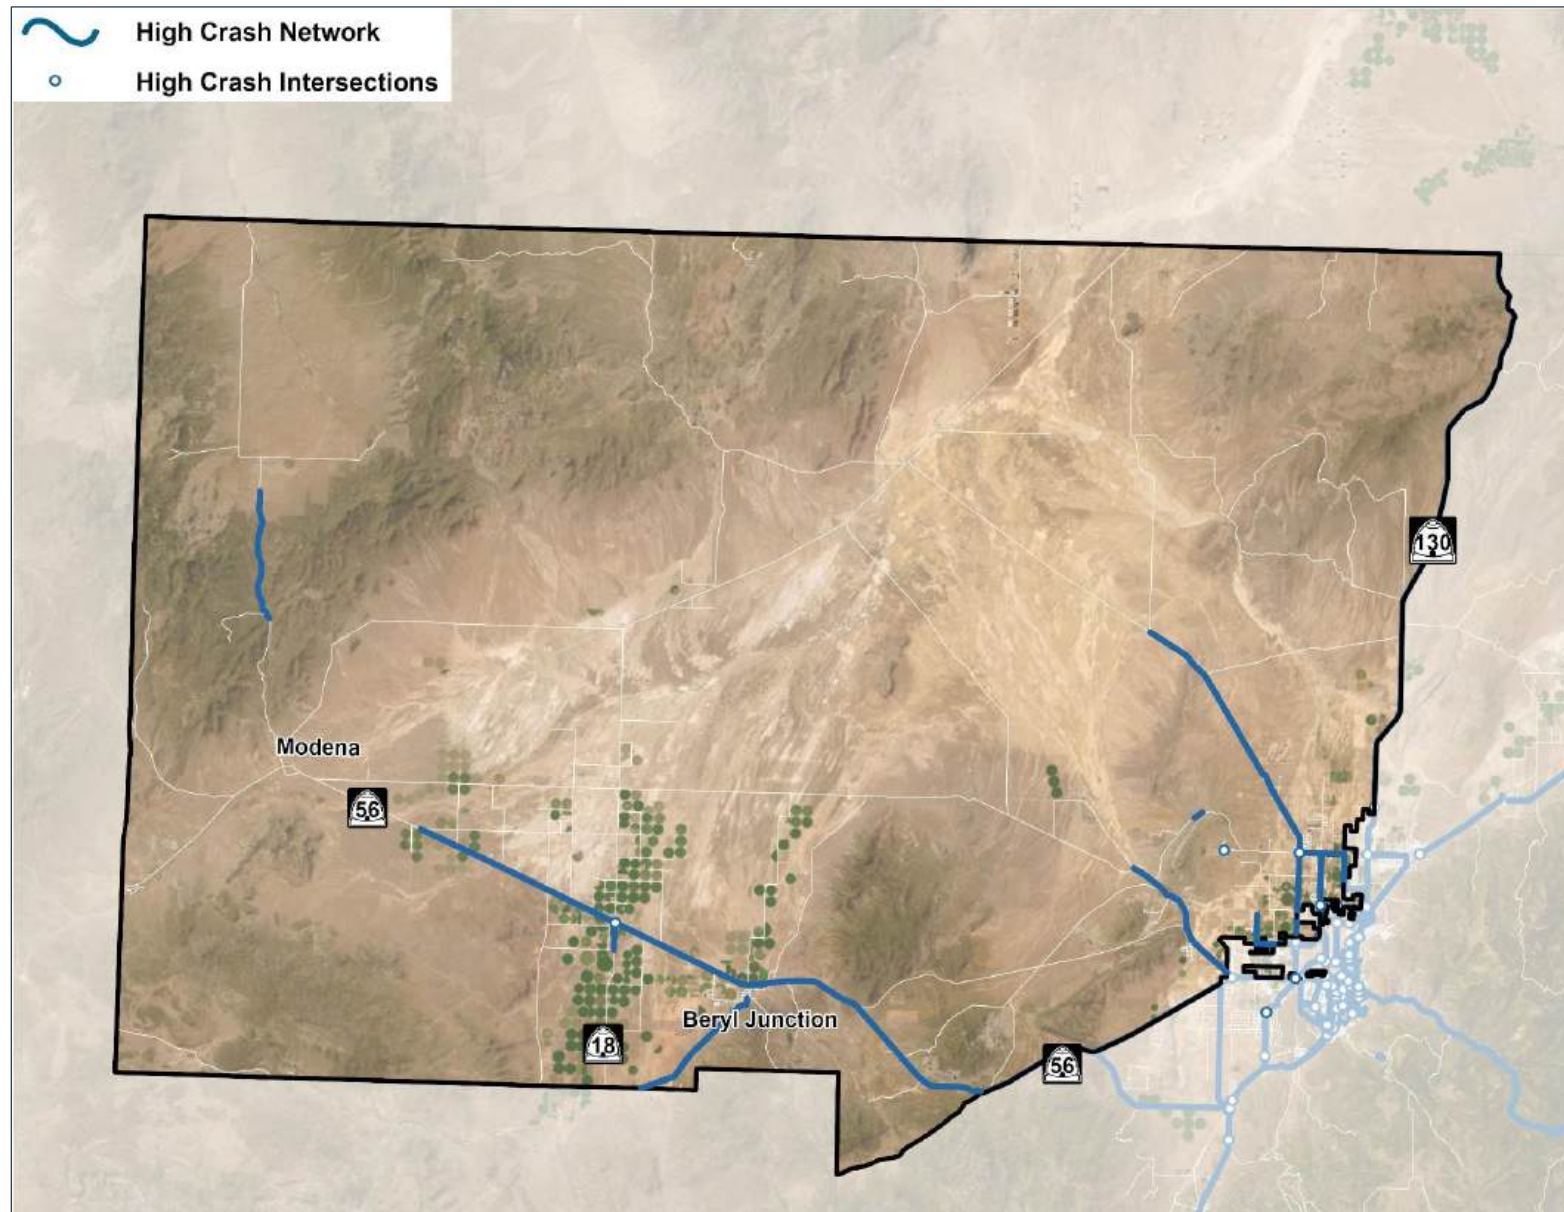 High Crash Network
High Crash Intersections
130
Modena
56
Beryl Junction
18
56